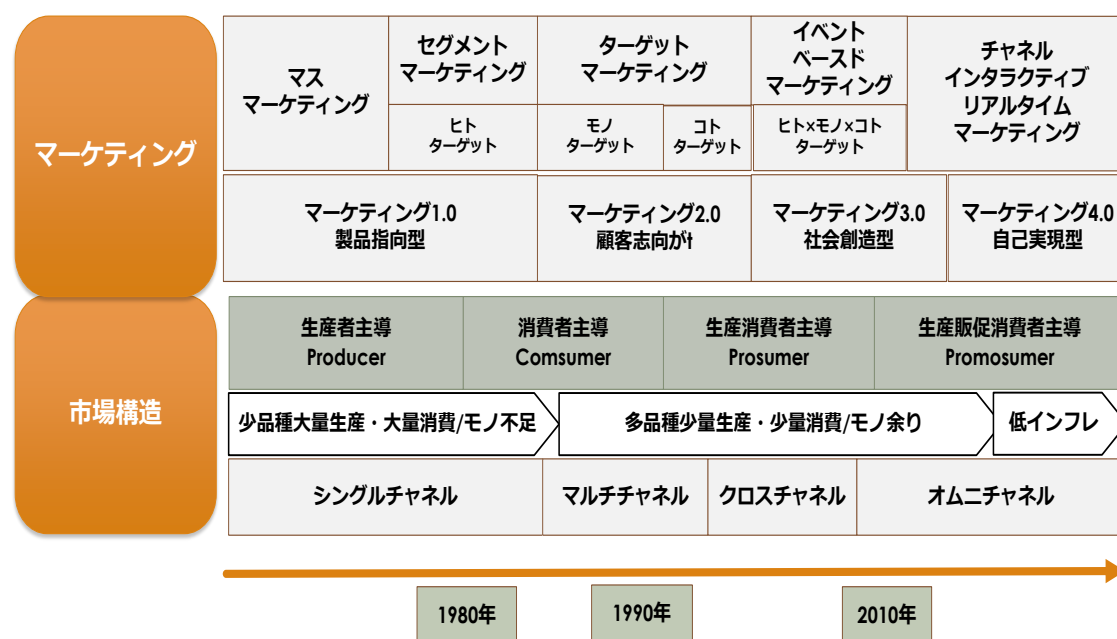 マーケティング
マス
マーケティング
セグメント
マーケティング
ヒト
ターゲット
ターゲット
マーケティング
モノ
ターゲット
コト
ターゲット
イベント
ベースド
マーケティング
ヒト×モノ×コト
ターゲット
チャネル
インタラクティブ
リアルタイム
マーケティング
マーケティング1.0
製品指向型
マーケティング2.0
顧客志向がt
マーケティング3.0
社会創造型
マーケティング4.0
自己実現型
市場構造
生産者主導
Producer
消費者主導
Comsumer
生産消費者主導
Prosumer
生産販促消費者主導
Promosumer
少品種大量生産・大量消費/モノ不足
多品種少量生産・少量消費/モノ余り
低インフレ
シングルチャネル
マルチチャネル
クロスチャネル
オムニチャネル
1980年
1990年
2010年